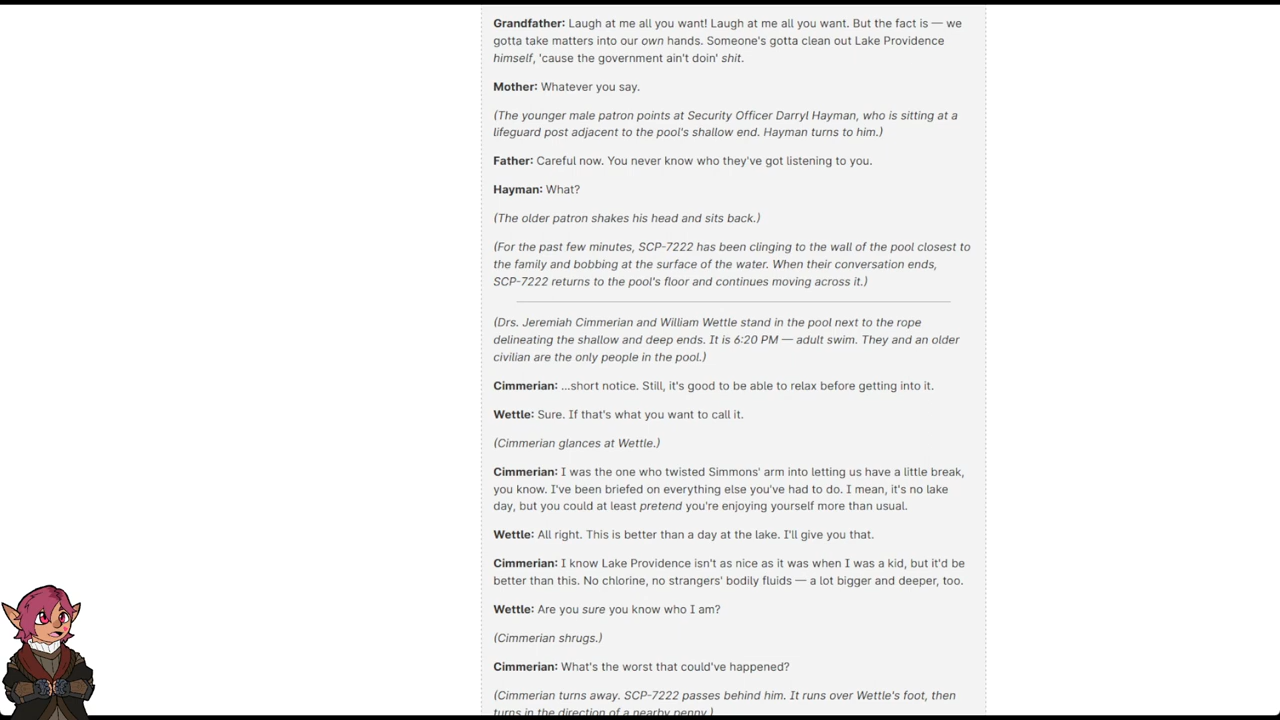 Grandfather: Laugh at me all you want! Laugh at me all you want. But the fact is — we
gotta take matters into our own hands. Someone's gotta clean out Lake Providence
himself, 'cause the government ain't doin' shit.
Mother: Whatever you say.
(The younger male patron points at Security Officer Darryl Hayman, who is sitting at a
lifeguard post adjacent to the pool's shallow end. Hayman turns to him.)
Father: Careful now. You never know who they've got listening to you.
Hayman: What?
(The older patron shakes his head and sits back.)
(For the past few minutes, SCP-7222 has been clinging to the wall of the pool closest to
the family and bobbing at the surface of the water. When their conversation ends,
SCP-7222 returns to the pool's floor and continues moving across it.)
(Drs. Jeremiah Cimmerian and William Wettle stand in the pool next to the rope
delineating the shallow and deep ends. It is 6:20 PM — adult swim. They and an older
civilian are the only people in the pool.)
Cimmerian: ...short notice. Still, it's good to be able to relax before getting into it.
Wettle: Sure. If that's what you want to call it.
(Cimmerian glances at Wettle.)
Cimmerian: I was the one who twisted Simmons' arm into letting us have a little break,
you know. I've been briefed on everything else you've had to do. I mean, it's no lake
day, but you could at least pretend you're enjoying yourself more than usual.
Wettle: All right. This is better than a day at the lake. I'll give you that.
Cimmerian: I know Lake Providence isn't as nice as it was when I was a kid, but it'd be
better than this. No chlorine, no strangers' bodily fluids — a lot bigger and deeper, too.
Wettle: Are you sure you know who I am?
(Cimmerian shrugs.)
Cimmerian: What's the worst that could've happened?
(Cimmerian turns away. SCP-7222 passes behind him. It runs over Wettle's foot, then
turns in the direction of a nearby penny.)